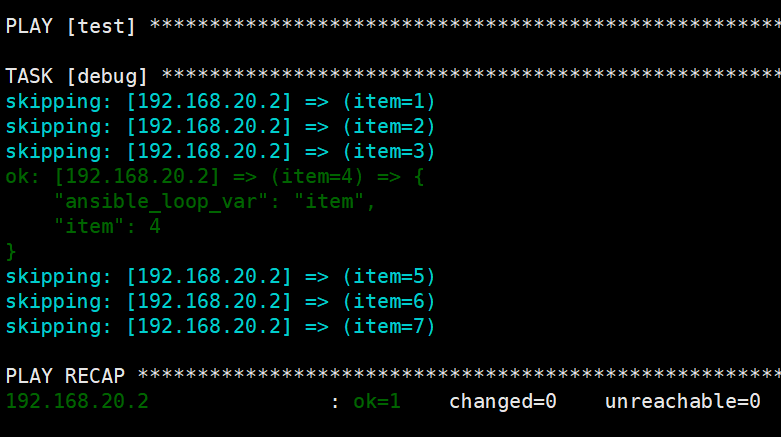 PLAY [test] *****************************************************
TASK [debug] ****************************************************
skipping: [192.168.20.2] => (item=1)
skipping: [192.168.20.2] => (item=2)
skipping: [192.168.20.2] => (item=3)
ok: [192.168.20.2] => (item=4) => {
    "ansible_loop_var": "item",
    "item": 4
}
skipping: [192.168.20.2] => (item=5)
skipping: [192.168.20.2] => (item=6)
skipping: [192.168.20.2] => (item=7)
PLAY RECAP ******************************************************
192.168.20.2               : ok=1    changed=0    unreachable=0